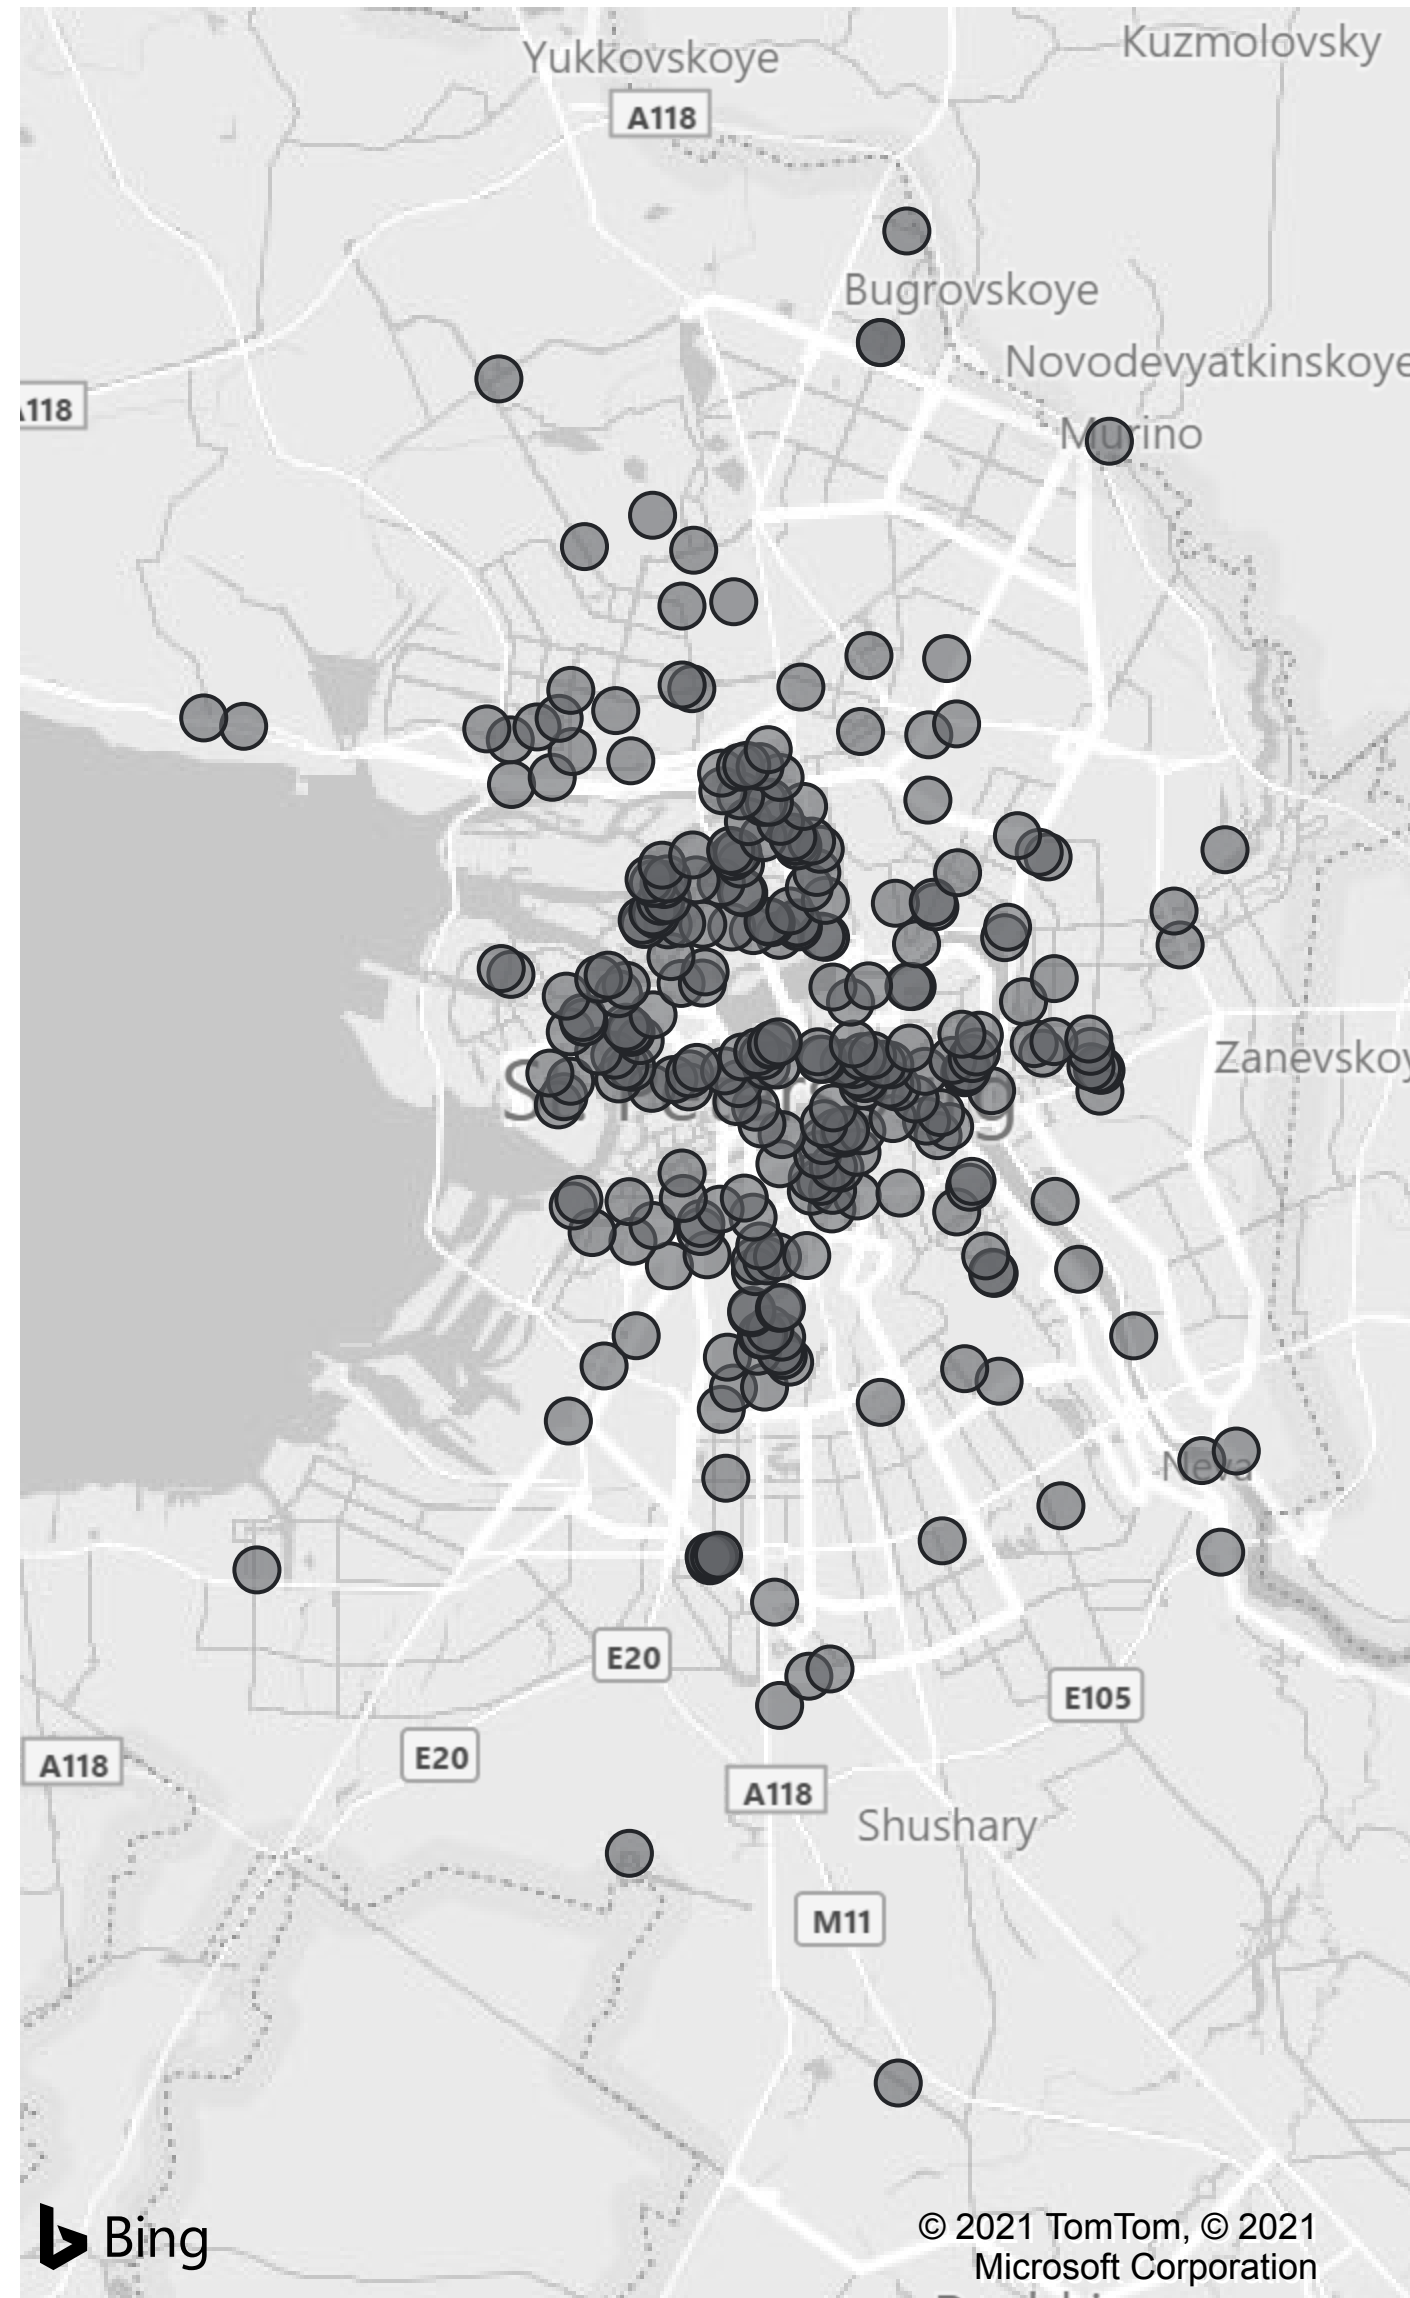 Yukkovskoye
Kuzmolovsky
A118
Bugrovskoye
Novodevyatkinskoye
A118
Murino
Zanevskoy
Neva
E20
E105
E20
A118
A118
Shushary
M11
Bing
© 2021 TomTom, © 2021
Microsoft Corporation